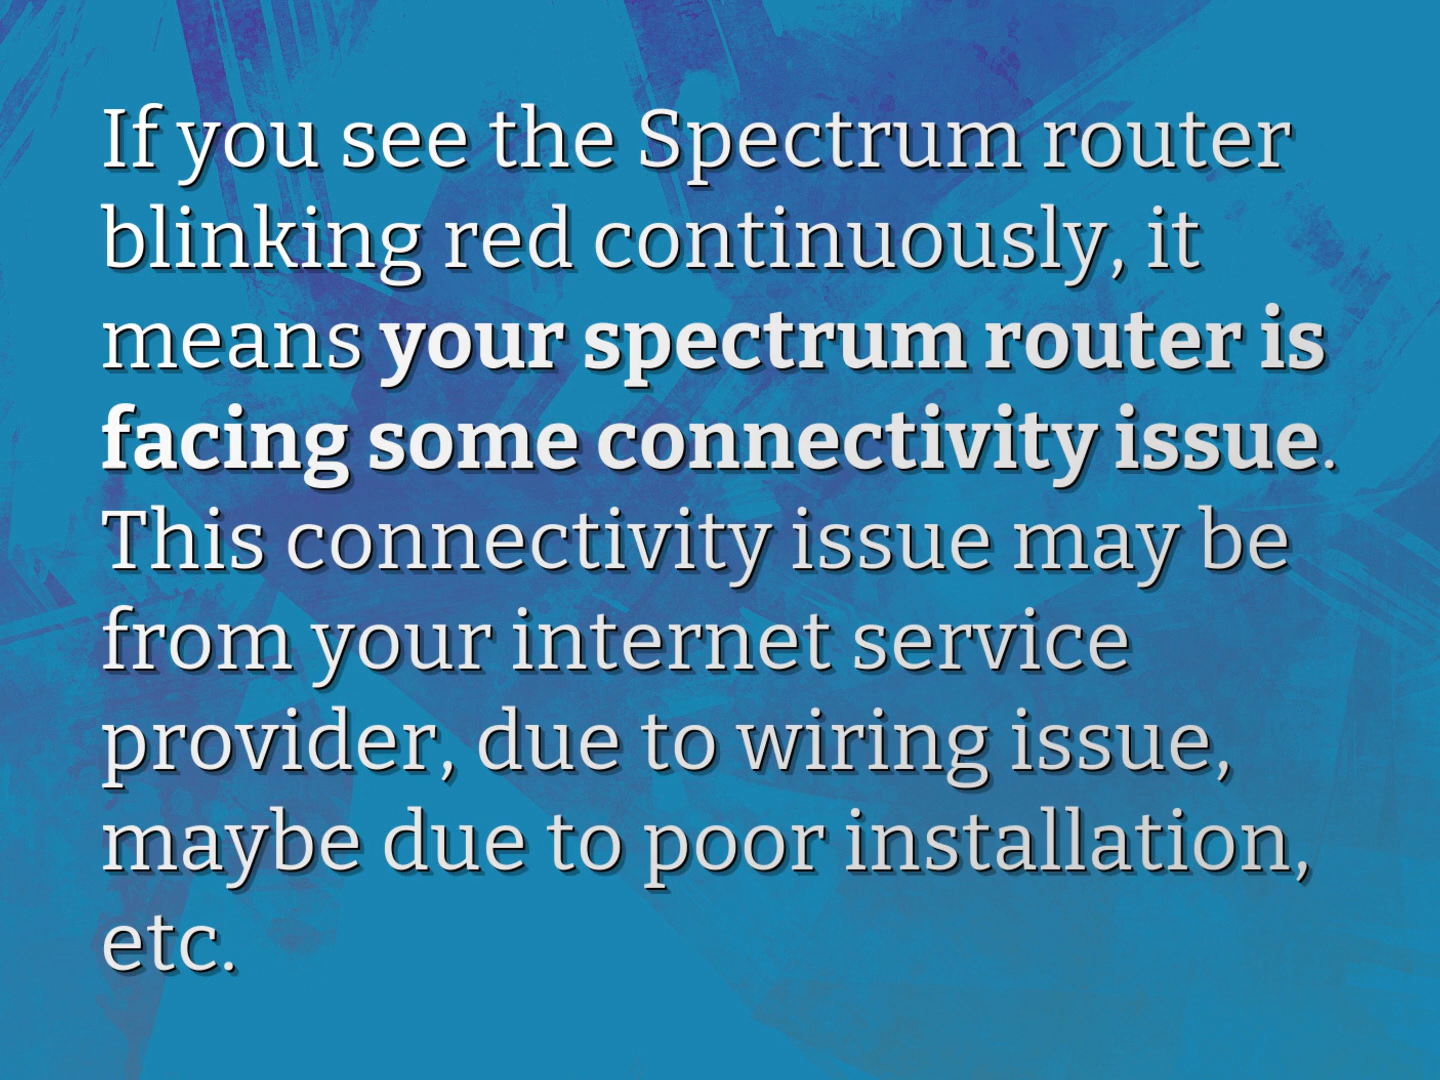 If you see the Spectrum router
blinking red continuously, it
means your spectrum router is
facing some connectivity issue.
This connectivity issue may be
from your internet service
provider, due to wiring issue,
maybe due to poor installation,
etc.